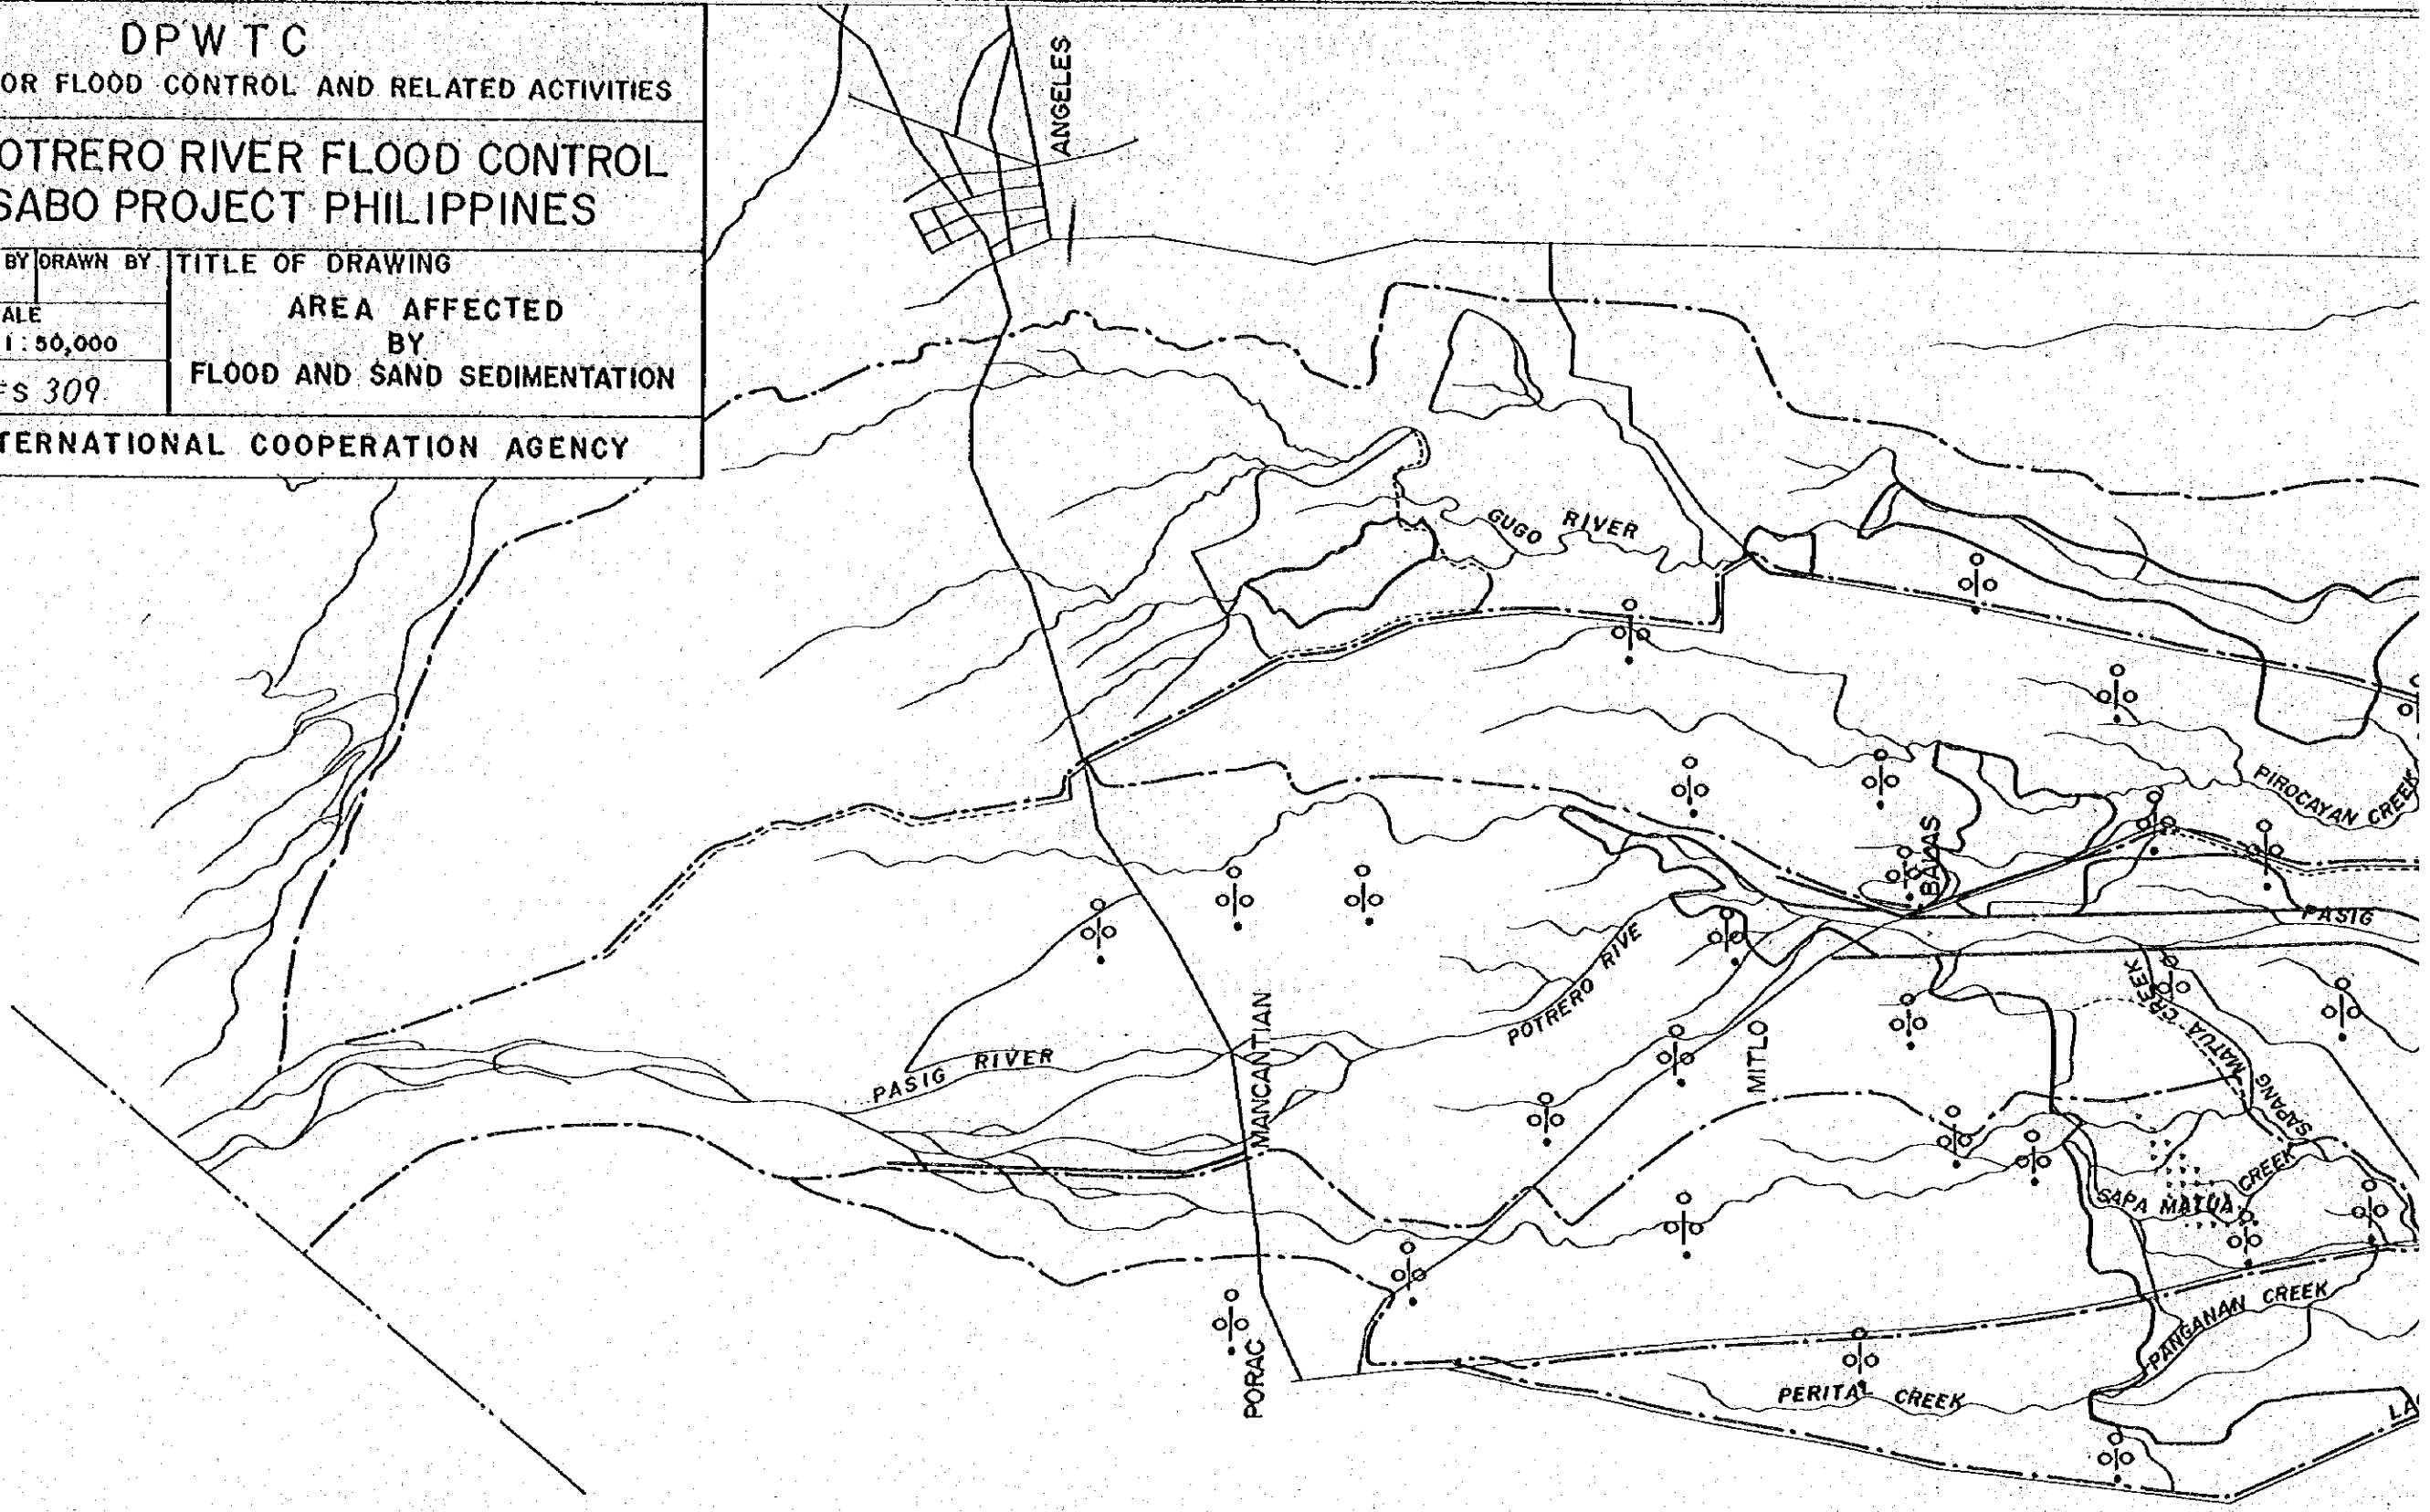 DPWTC
OR FLOOD CONTROL AND RELATED ACTIVITIES
OTRERO RIVER FLOOD CONTROL
SABO PROJECT PHILIPPINES
BY DRAWN BY TITLE OF DRAWING
AREA AFFECTED
BY
FLOOD AND SAND SEDIMENTATION
ALE
1:50,000
FS 309
TERNATIONAL COOPERATION AGENCY
ANGELES
GUGO RIVER
PIROCAYAN CREEK
BALAS
PASIG
POTRERO RIVE
MITLO
SAPANG MATUA CREEK
PASIG RIVER
MANCANTIAN
SAPA MATUA CREEK
PANGANAN CREEK
PORAC
PERITAL CREEK
LA